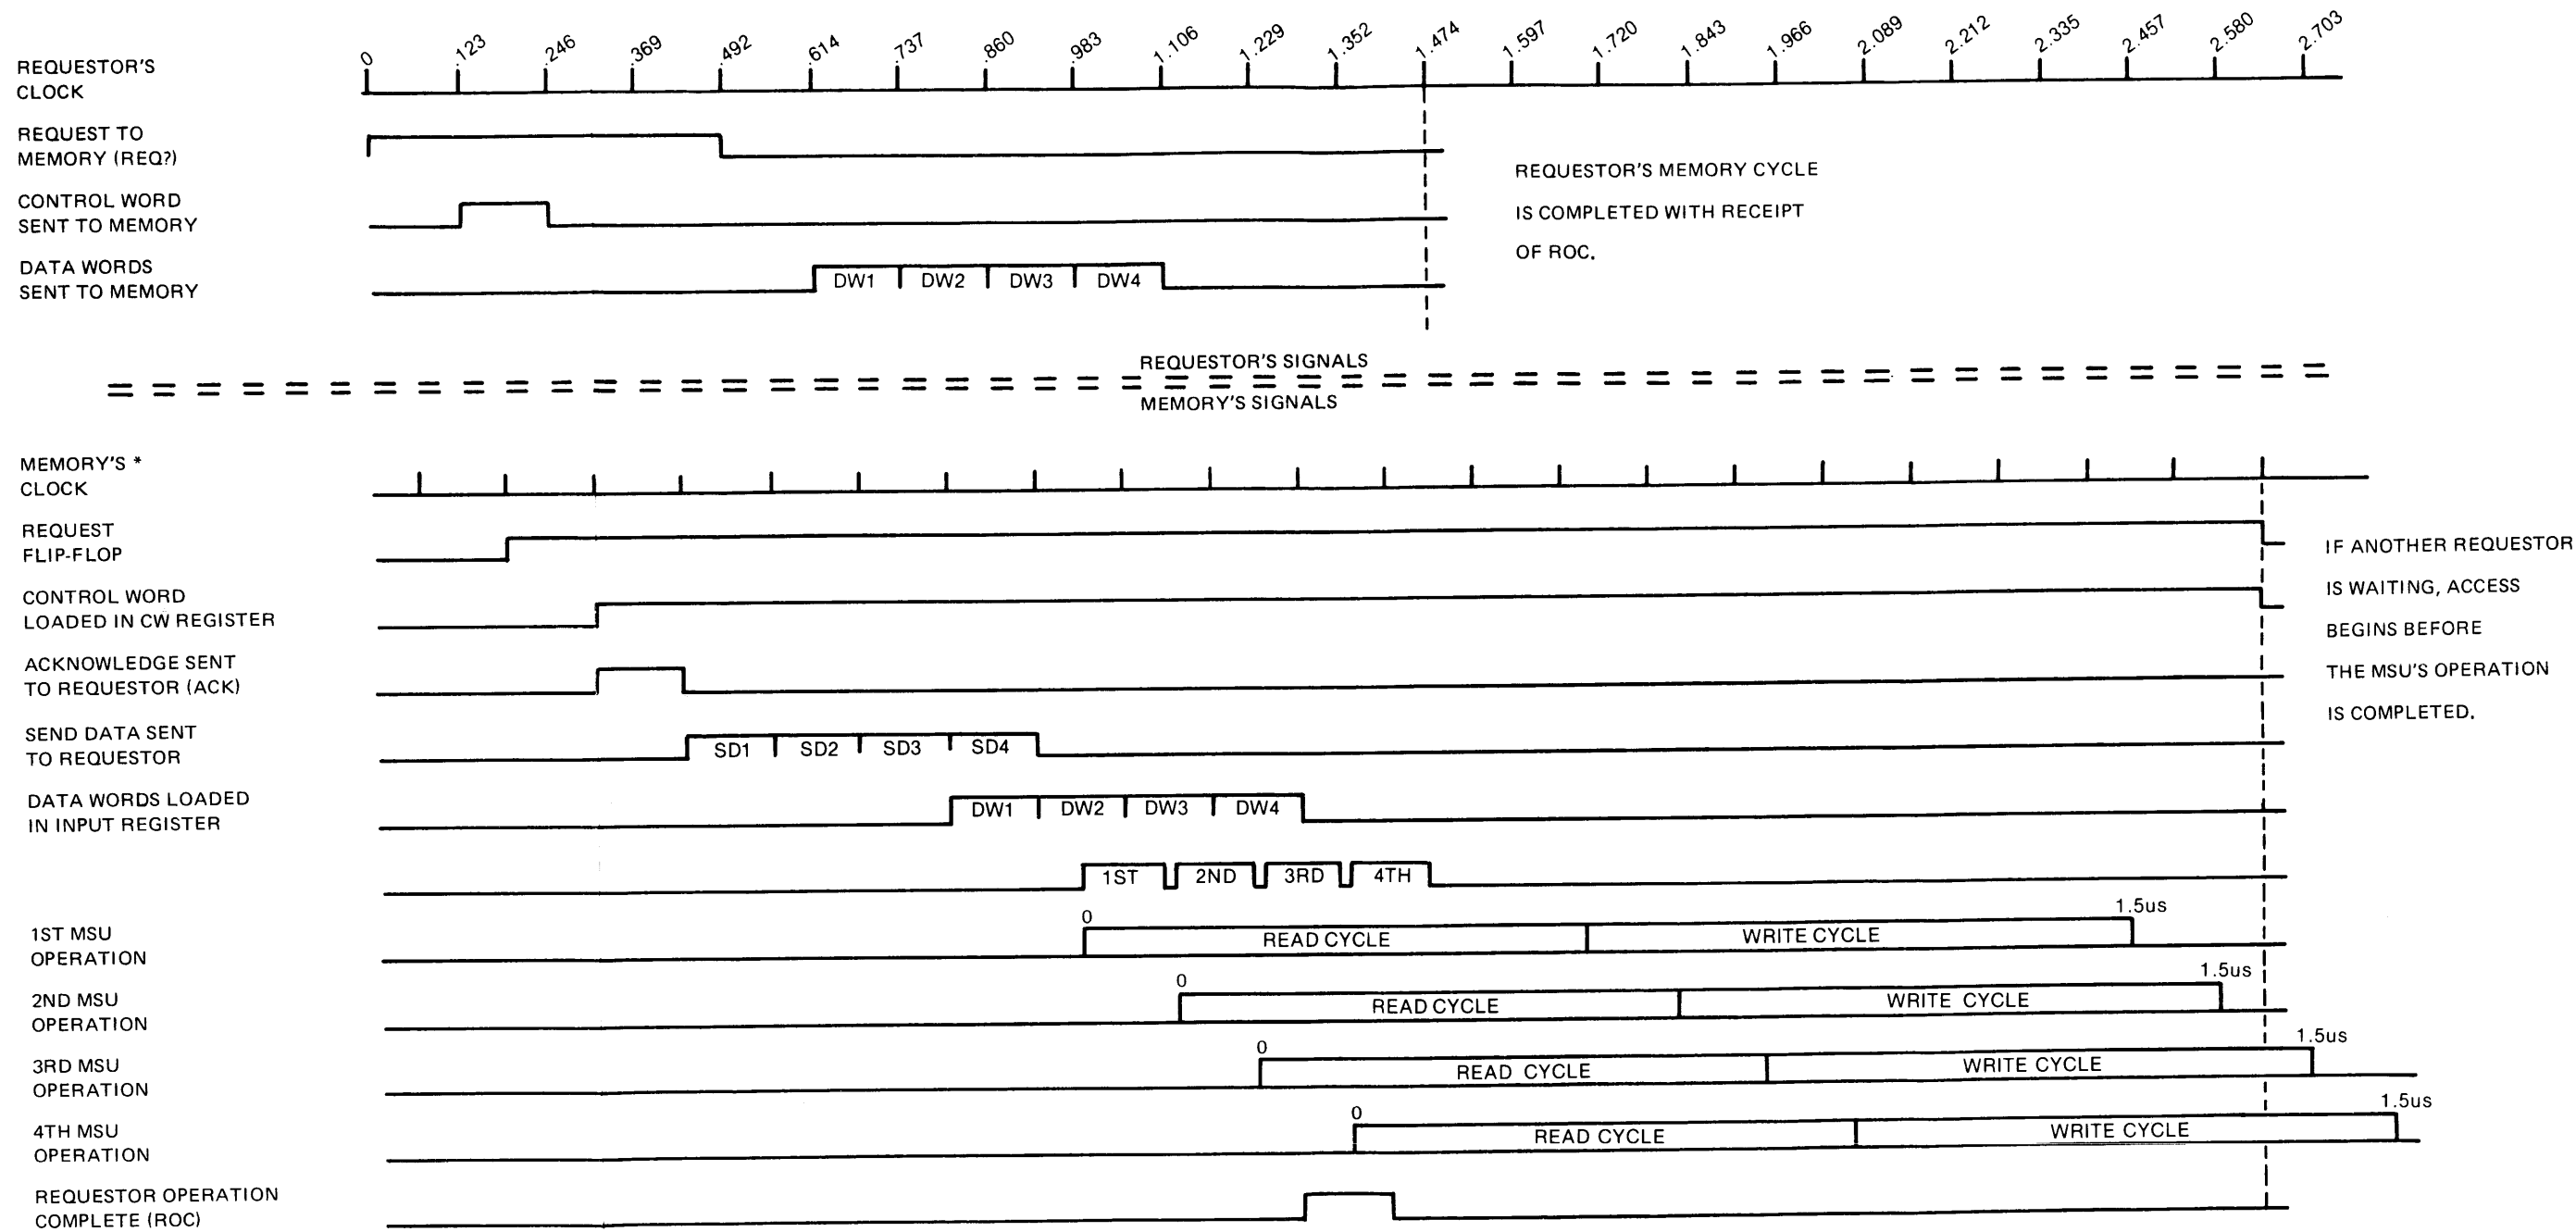 0 .123 .246 .369 .492 .614 .737 .860 .983 1.106 1.229 1.352 1.474 1.597 1.720 1.843 1.966 2.089 2.212 2.335 2.457 2.580 2.703
REQUESTOR'S
CLOCK
REQUEST TO
MEMORY (REQ?)
REQUESTOR'S MEMORY CYCLE
IS COMPLETED WITH RECEIPT
OF ROC.
CONTROL WORD
SENT TO MEMORY
DATA WORDS
SENT TO MEMORY
DW1 DW2 DW3 DW4
REQUESTOR'S SIGNALS
MEMORY'S SIGNALS
MEMORY'S *
CLOCK
REQUEST
FLIP-FLOP
IF ANOTHER REQUESTOR
IS WAITING, ACCESS
BEGINS BEFORE
THE MSU'S OPERATION
IS COMPLETED.
CONTROL WORD
LOADED IN CW REGISTER
ACKNOWLEDGE SENT
TO REQUESTOR (ACK)
SEND DATA SENT
TO REQUESTOR
SD1 SD2 SD3 SD4
DATA WORDS LOADED
IN INPUT REGISTER
DW1 DW2 DW3 DW4
1ST 2ND 3RD 4TH
1ST MSU
OPERATION
0 1.5us
READ CYCLE WRITE CYCLE
2ND MSU
OPERATION
0 1.5us
READ CYCLE WRITE CYCLE
3RD MSU
OPERATION
0 1.5us
READ CYCLE WRITE CYCLE
4TH MSU
OPERATION
0 1.5us
READ CYCLE WRITE CYCLE
REQUESTOR OPERATION
COMPLETE (ROC)